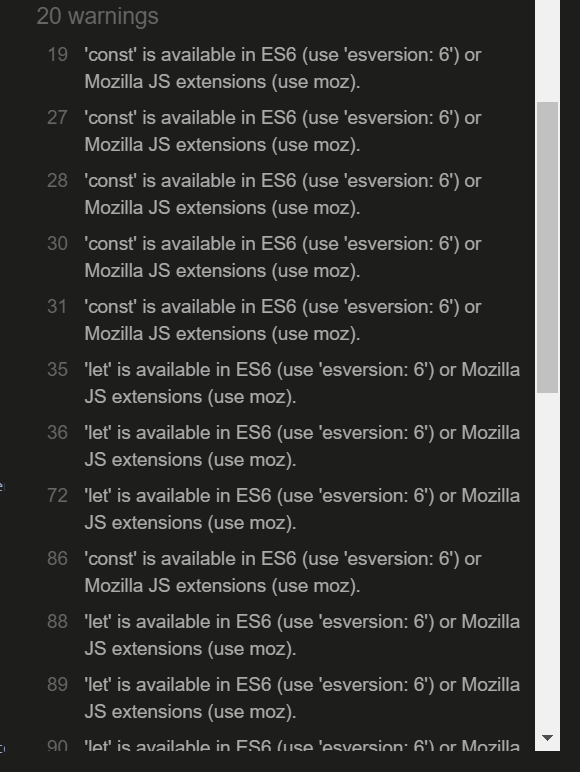 20 warnings
19 'const' is available in ES6 (use 'esversion: 6') or
Mozilla JS extensions (use moz).
27 'const' is available in ES6 (use 'esversion: 6') or
Mozilla JS extensions (use moz).
28 'const' is available in ES6 (use 'esversion: 6') or
Mozilla JS extensions (use moz).
30 'const' is available in ES6 (use 'esversion: 6') or
Mozilla JS extensions (use moz).
31 'const' is available in ES6 (use 'esversion: 6') or
Mozilla JS extensions (use moz).
35 'let' is available in ES6 (use 'esversion: 6') or Mozilla
JS extensions (use moz).
36 'let' is available in ES6 (use 'esversion: 6') or Mozilla
JS extensions (use moz).
72 'let' is available in ES6 (use 'esversion: 6') or Mozilla
JS extensions (use moz).
86 'const' is available in ES6 (use 'esversion: 6') or
Mozilla JS extensions (use moz).
88 'let' is available in ES6 (use 'esversion: 6') or Mozilla
JS extensions (use moz).
89 'let' is available in ES6 (use 'esversion: 6') or Mozilla
JS extensions (use moz).
90 'let' is available in ES6 (use 'esversion: 6') or Mozilla